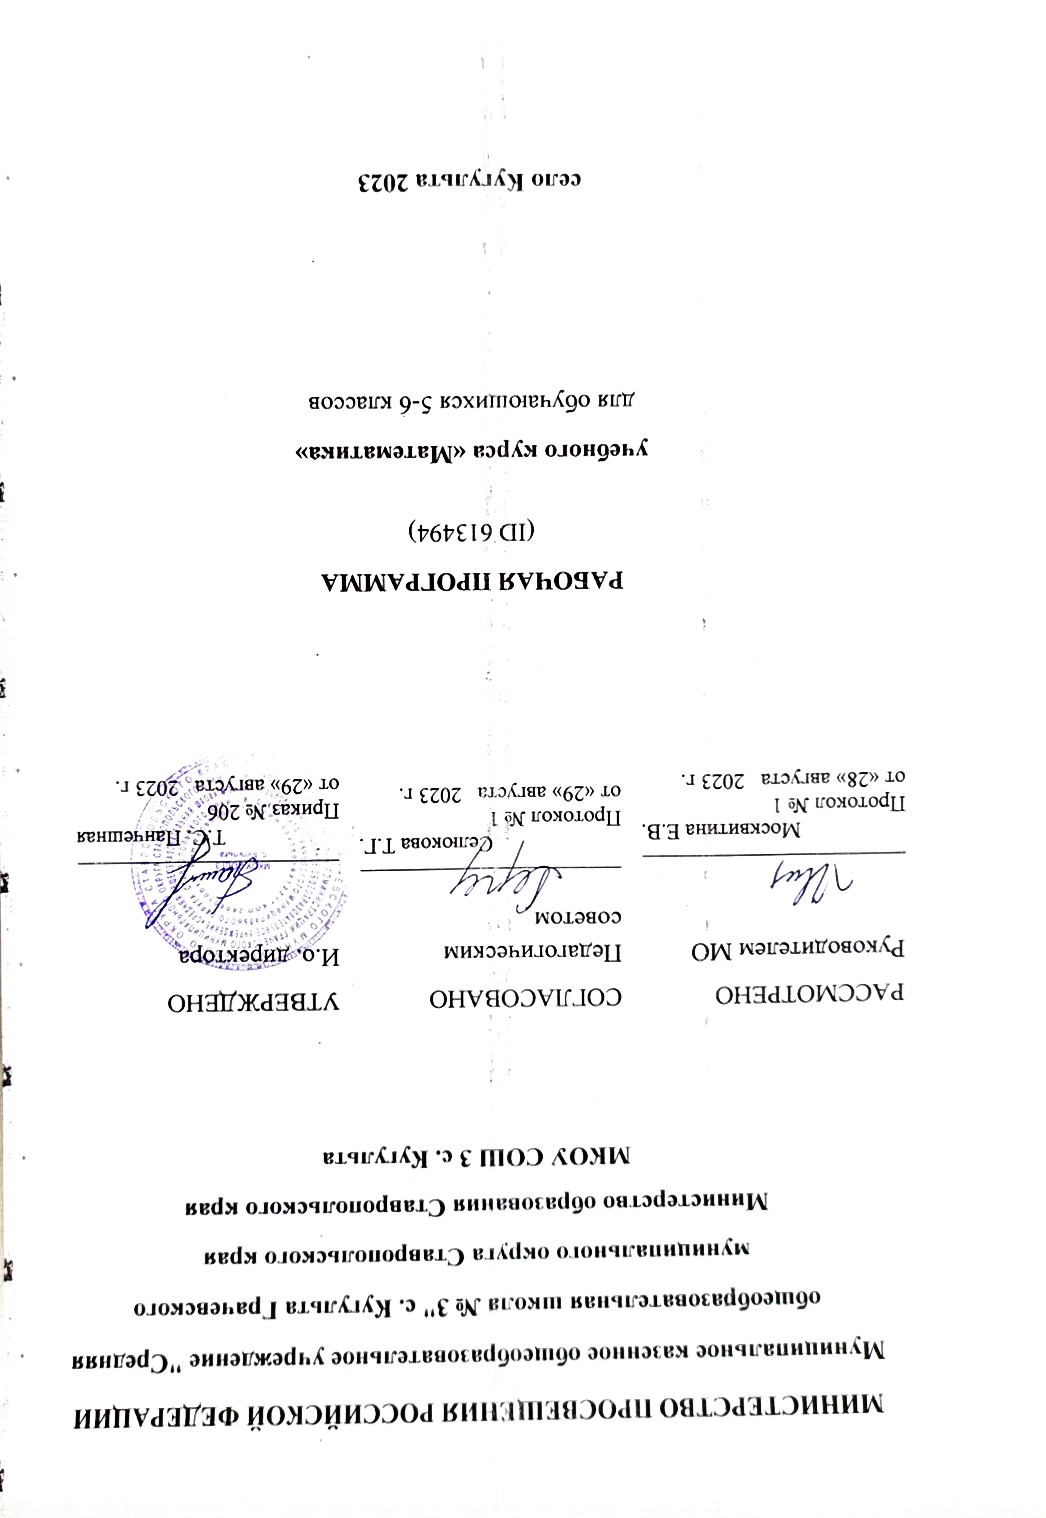 МИНИСТЕРСТВО ПРОСВЕЩЕНИЯ РОССИЙСКОЙ ФЕДЕРАЦИИ
Муниципальное казенное общеобразовательное учреждение "Средняя
общеобразовательная школа № 3" с. Кугульта Грачевского
муниципального округа Ставропольского края
Министерство образования Ставропольского края
МКОУ СОШ 3 с. Кугульта
РАССМОТРЕНО
Руководителем МО
Москвитина Е.В.
Протокол № 1
от «28» августа 2023 г.
СОГЛАСОВАНО
Педагогическим
советом
Селюкова Т.Г.
Протокол № 1
от «29» августа 2023 г.
УТВЕРЖДЕНО
И.о. директора
Т.С. Панчешная
Приказ № 206
от «29» августа 2023 г.
РАБОЧАЯ ПРОГРАММА
(ID 613494)
учебного курса «Математика»
для обучающихся 5-6 классов
село Кугульта 2023